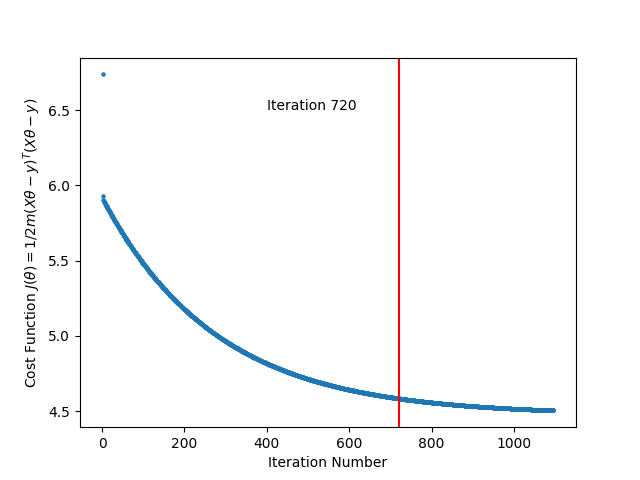 Iteration 720
Cost Function J(θ) = 1/2m(Xθ − y)ᵀ(Xθ − y)
6.5
6.0
5.5
5.0
4.5
0 200 400 600 800 1000
Iteration Number